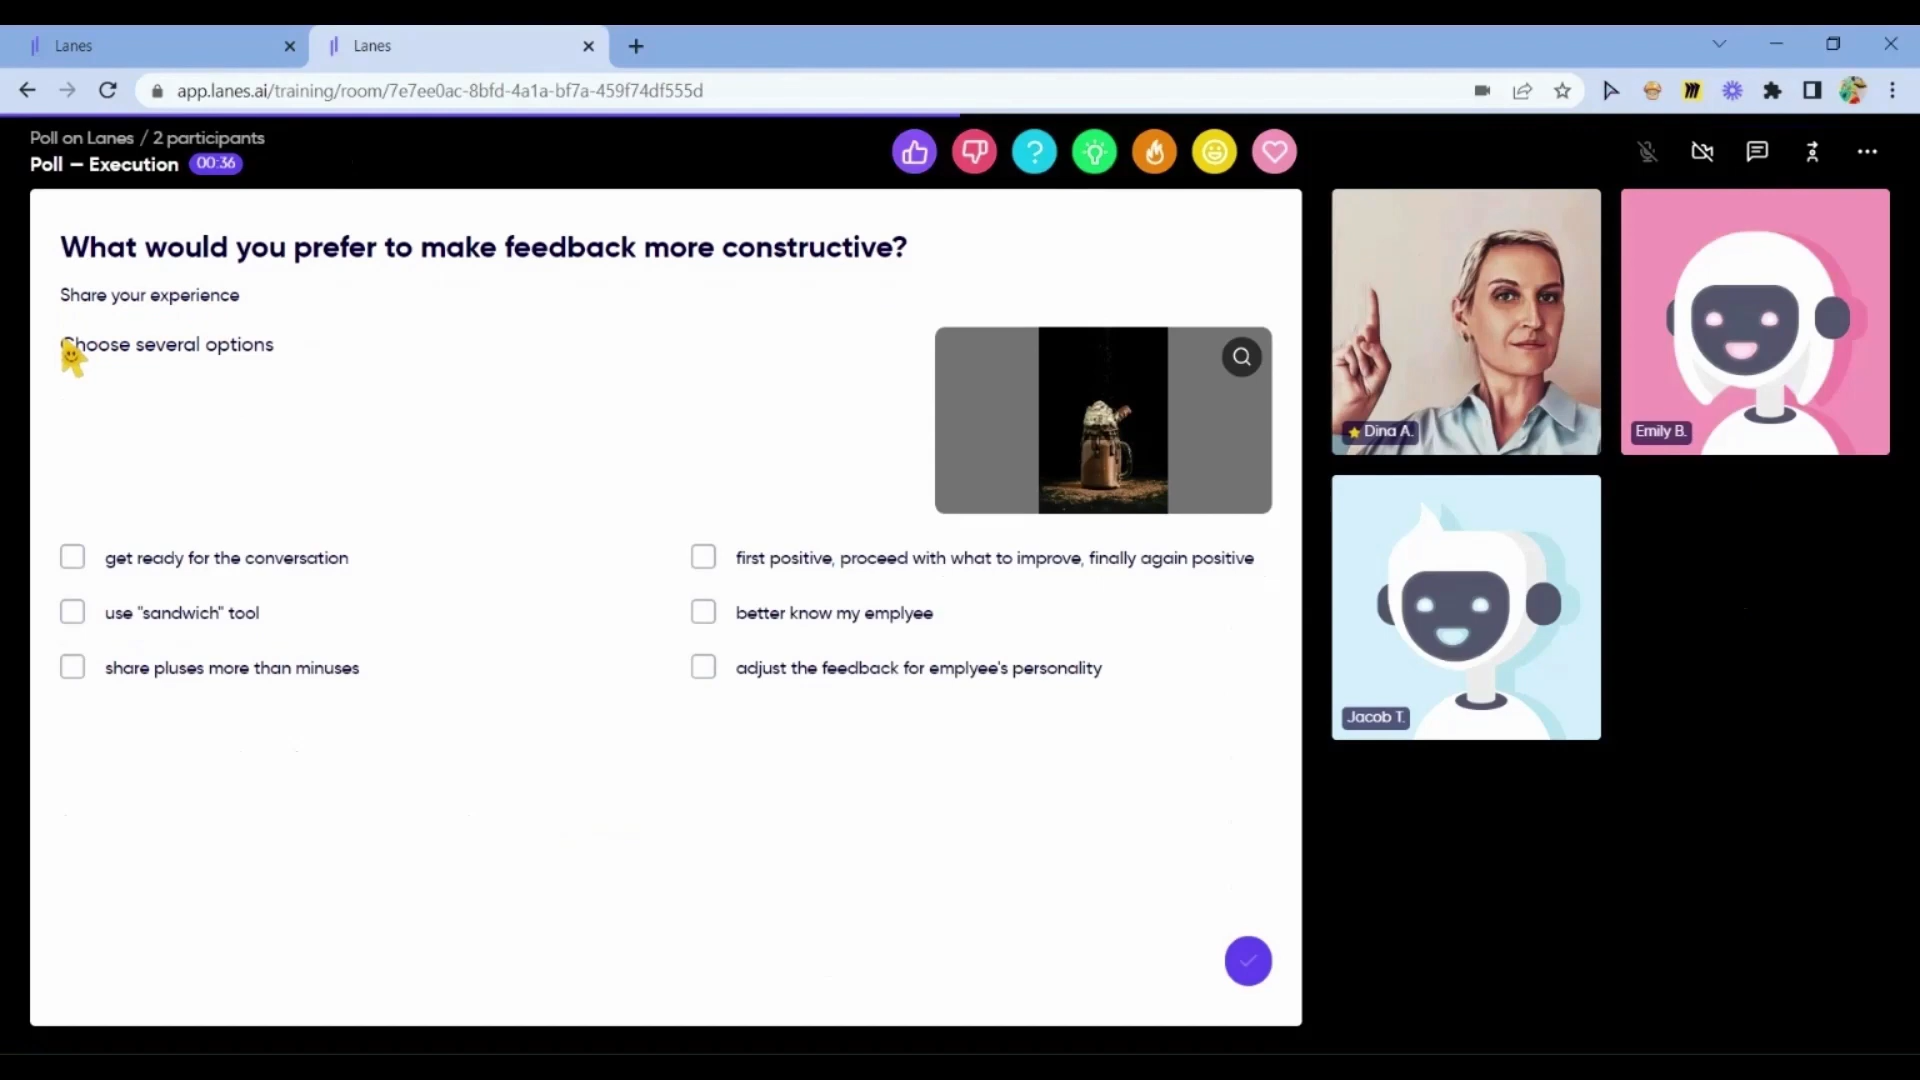 Lanes
Lanes
app.lanes.ai/training/room/7e7ee0ac-8bfd-4a1a-bf7a-459f74df555d
Poll on Lanes / 2 participants
Poll — Execution 00:36
What would you prefer to make feedback more constructive?
Share your experience
Choose several options
get ready for the conversation
first positive, proceed with what to improve, finally again positive
use "sandwich" tool
better know my emplyee
share pluses more than minuses
adjust the feedback for emplyee's personality
Dina A.
Emily B.
Jacob T.